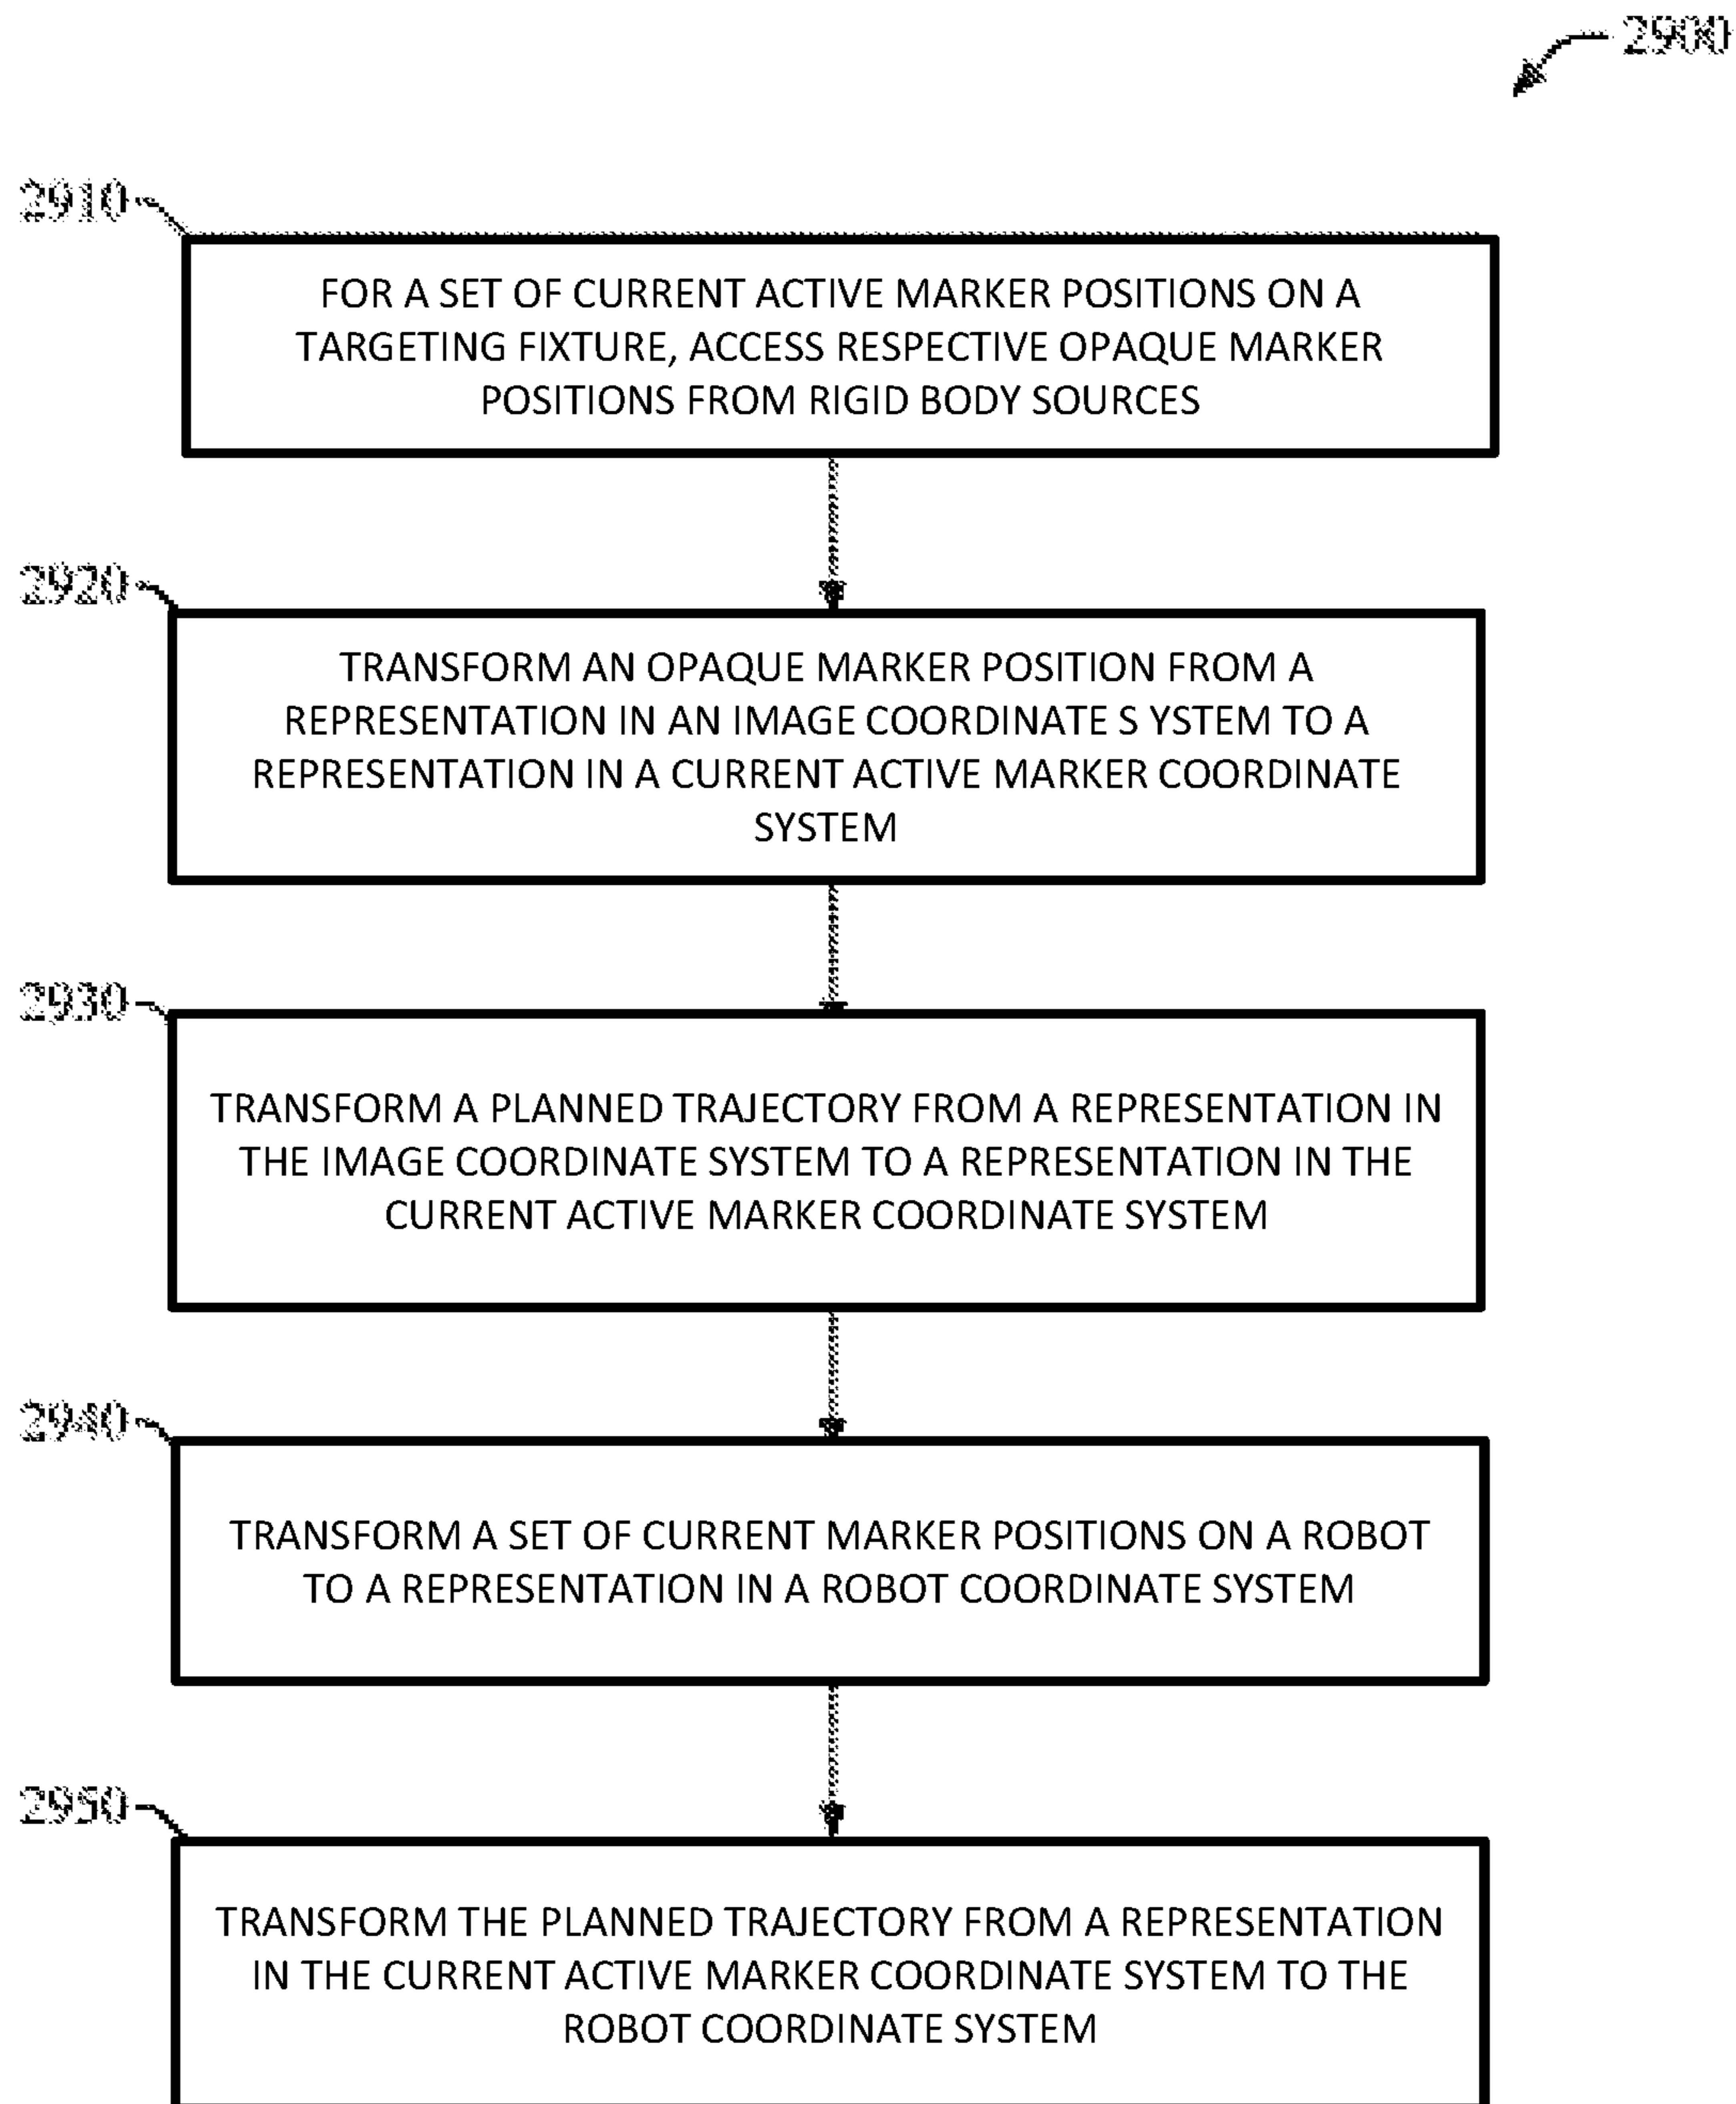 2900
2910
FOR A SET OF CURRENT ACTIVE MARKER POSITIONS ON A
TARGETING FIXTURE, ACCESS RESPECTIVE OPAQUE MARKER
POSITIONS FROM RIGID BODY SOURCES
2920
TRANSFORM AN OPAQUE MARKER POSITION FROM A
REPRESENTATION IN AN IMAGE COORDINATE S YSTEM TO A
REPRESENTATION IN A CURRENT ACTIVE MARKER COORDINATE
SYSTEM
2930
TRANSFORM A PLANNED TRAJECTORY FROM A REPRESENTATION IN
THE IMAGE COORDINATE SYSTEM TO A REPRESENTATION IN THE
CURRENT ACTIVE MARKER COORDINATE SYSTEM
2940
TRANSFORM A SET OF CURRENT MARKER POSITIONS ON A ROBOT
TO A REPRESENTATION IN A ROBOT COORDINATE SYSTEM
2950
TRANSFORM THE PLANNED TRAJECTORY FROM A REPRESENTATION
IN THE CURRENT ACTIVE MARKER COORDINATE SYSTEM TO THE
ROBOT COORDINATE SYSTEM